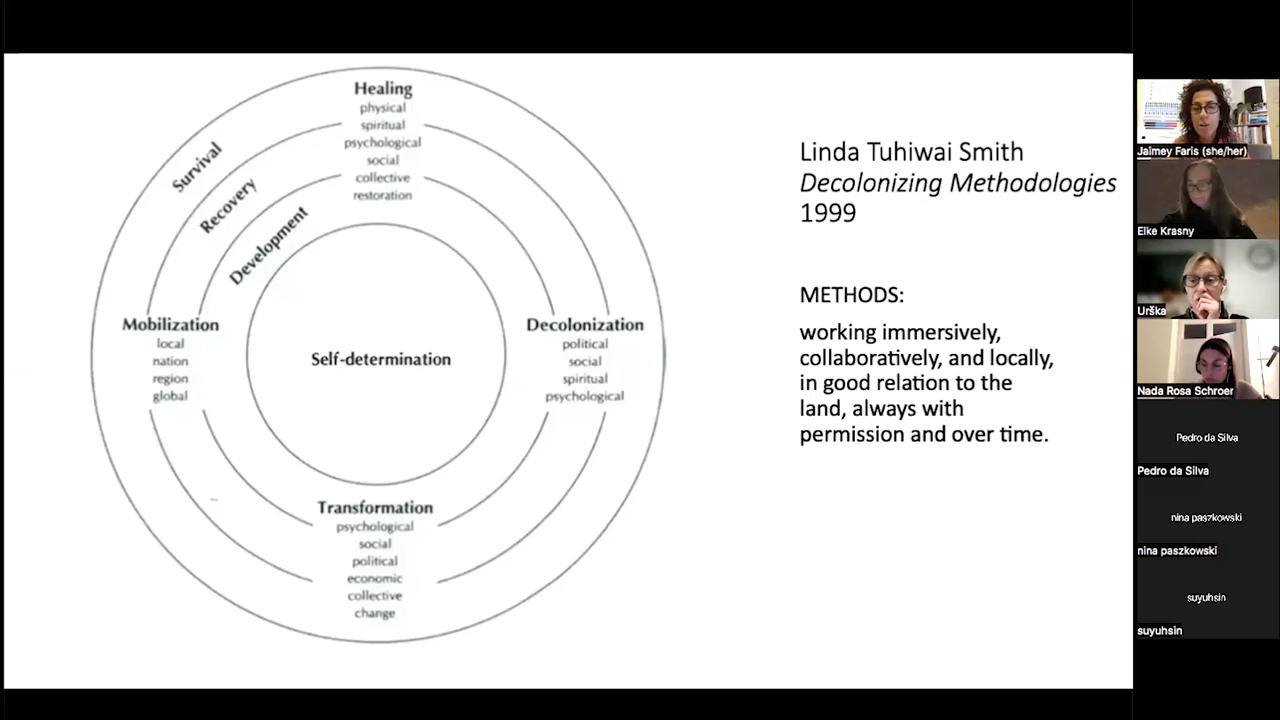 Healing
physical
spiritual
psychological
social
collective
restoration
Survival
Recovery
Development
Mobilization
local
nation
region
global
Self-determination
Decolonization
political
social
spiritual
psychological
Transformation
psychological
social
political
economic
collective
change
Linda Tuhiwai Smith
Decolonizing Methodologies
1999
METHODS:
working immersively,
collaboratively, and locally,
in good relation to the
land, always with
permission and over time.
Jaimey Faris (she/her)
Elke Krasny
Urška
Nada Rosa Schroer
Pedro da Silva
Pedro da Silva
nina paszkowski
nina paszkowski
suyuhsin
suyuhsin